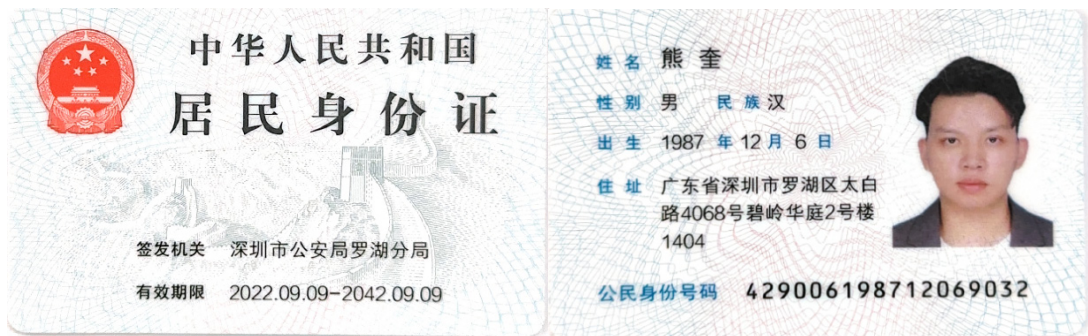 中华人民共和国
居民身份证
签发机关 深圳市公安局罗湖分局
有效期限 2022.09.09-2042.09.09
姓名 熊奎
性别 男 民族 汉
出生 1987 年 12 月 6 日
住址 广东省深圳市罗湖区太白
路4068号碧岭华庭2号楼
1404
公民身份号码 429006198712069032